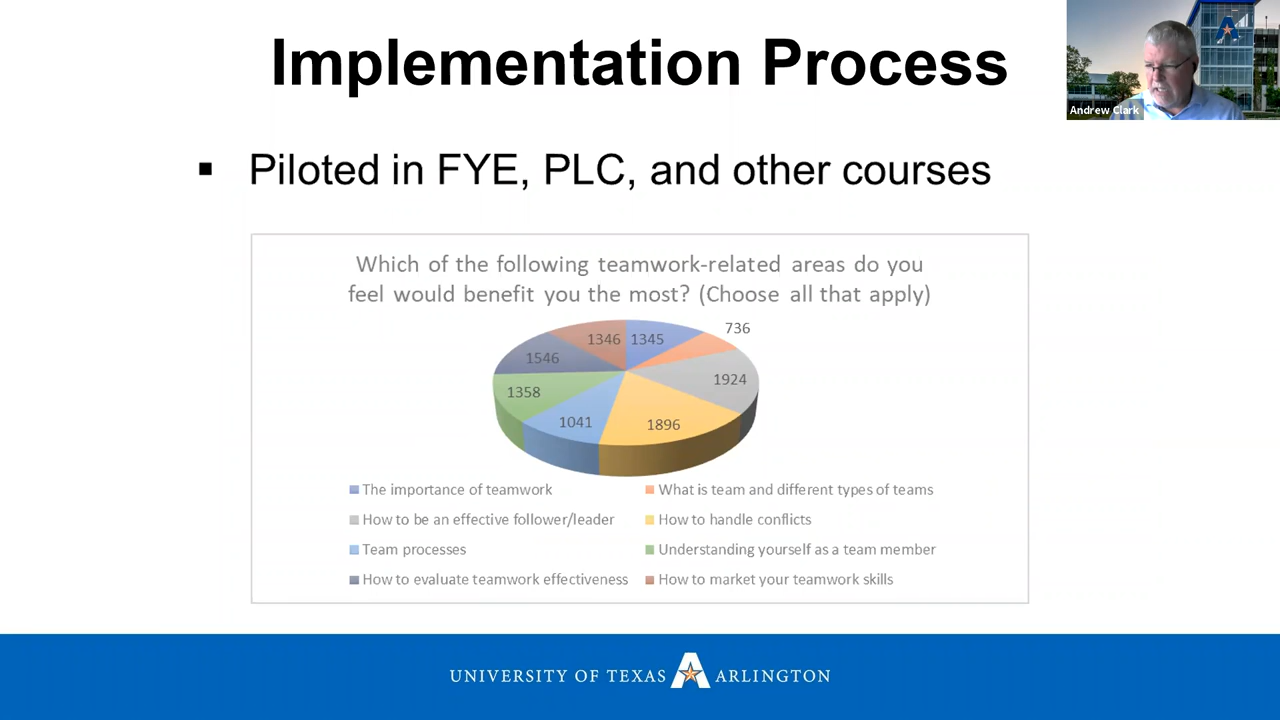 Implementation Process
Andrew Clark
▪ Piloted in FYE, PLC, and other courses
Which of the following teamwork-related areas do you
feel would benefit you the most? (Choose all that apply)
1346
1345
736
1546
1924
1358
1041
1896
The importance of teamwork
What is team and different types of teams
How to be an effective follower/leader
How to handle conflicts
Team processes
Understanding yourself as a team member
How to evaluate teamwork effectiveness
How to market your teamwork skills
UNIVERSITY OF TEXAS A ARLINGTON